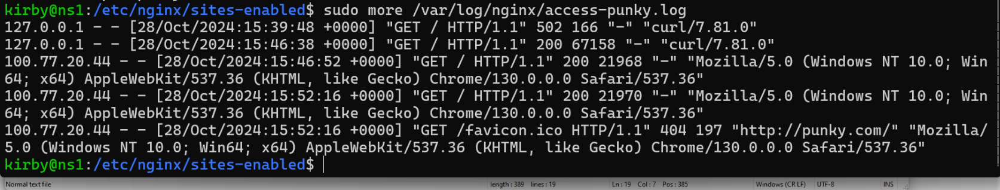 kirby@ns1:/etc/nginx/sites-enabled$ sudo more /var/log/nginx/access-punky.log
127.0.0.1 - - [28/Oct/2024:15:39:48 +0000] "GET / HTTP/1.1" 502 166 "-" "curl/7.81.0"
127.0.0.1 - - [28/Oct/2024:15:46:38 +0000] "GET / HTTP/1.1" 200 67158 "-" "curl/7.81.0"
100.77.20.44 - - [28/Oct/2024:15:46:52 +0000] "GET / HTTP/1.1" 200 21968 "-" "Mozilla/5.0 (Windows NT 10.0; Win
64; x64) AppleWebKit/537.36 (KHTML, like Gecko) Chrome/130.0.0.0 Safari/537.36"
100.77.20.44 - - [28/Oct/2024:15:52:16 +0000] "GET / HTTP/1.1" 200 21970 "-" "Mozilla/5.0 (Windows NT 10.0; Win
64; x64) AppleWebKit/537.36 (KHTML, like Gecko) Chrome/130.0.0.0 Safari/537.36"
100.77.20.44 - - [28/Oct/2024:15:52:16 +0000] "GET /favicon.ico HTTP/1.1" 404 197 "http://punky.com/" "Mozilla/
5.0 (Windows NT 10.0; Win64; x64) AppleWebKit/537.36 (KHTML, like Gecko) Chrome/130.0.0.0 Safari/537.36"
kirby@ns1:/etc/nginx/sites-enabled$
Normal text file length : 389 lines : 19 Ln : 19 Col : 7 Pos : 385 Windows (CR LF) UTF-8 INS